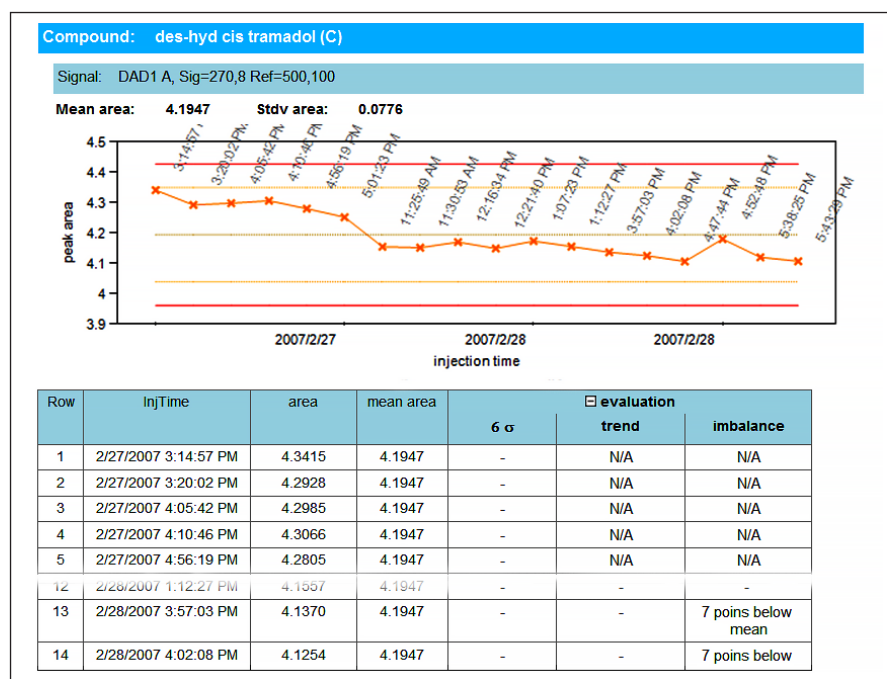 Compound: des-hyd cis tramadol (C)
Signal: DAD1 A, Sig=270,8 Ref=500,100
Mean area: 4.1947 Stdv area: 0.0776
4.5
4.4
4.3
4.2
4.1
4
3.9
peak area
3:14:57
3:20:02 PM
4:05:42 PM
4:10:46 PM
4:56:19 PM
5:01:23 PM
11:25:49 AM
11:30:53 AM
12:16:34 PM
12:21:40 PM
1:07:23 PM
1:12:27 PM
3:57:03 PM
4:02:08 PM
4:47:44 PM
4:52:48 PM
5:38:25 PM
5:43:29 PM
2007/2/27 2007/2/28 2007/2/28
injection time
Row InjTime area mean area evaluation
6 σ trend imbalance
1 2/27/2007 3:14:57 PM 4.3415 4.1947 - N/A N/A
2 2/27/2007 3:20:02 PM 4.2928 4.1947 - N/A N/A
3 2/27/2007 4:05:42 PM 4.2985 4.1947 - N/A N/A
4 2/27/2007 4:10:46 PM 4.3066 4.1947 - N/A N/A
5 2/27/2007 4:56:19 PM 4.2805 4.1947 - N/A N/A
12 2/28/2007 1:12:27 PM 4.1557 4.1947 - - -
13 2/28/2007 3:57:03 PM 4.1370 4.1947 - - 7 poins below
mean
14 2/28/2007 4:02:08 PM 4.1254 4.1947 - - 7 poins below